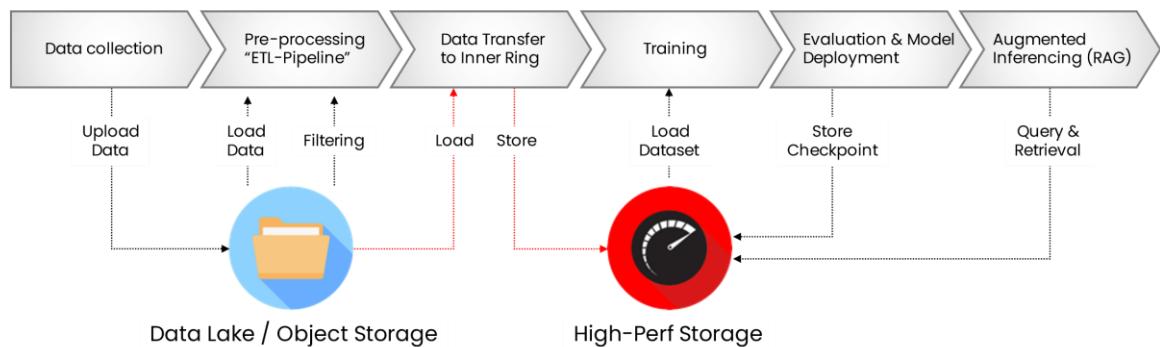 Data collection
Pre-processing
“ETL-Pipeline”
Data Transfer
to Inner Ring
Training
Evaluation & Model
Deployment
Augmented
Inferencing (RAG)
Upload
Data
Load
Data
Filtering
Load
Store
Load
Dataset
Store
Checkpoint
Query &
Retrieval
Data Lake / Object Storage
High-Perf Storage